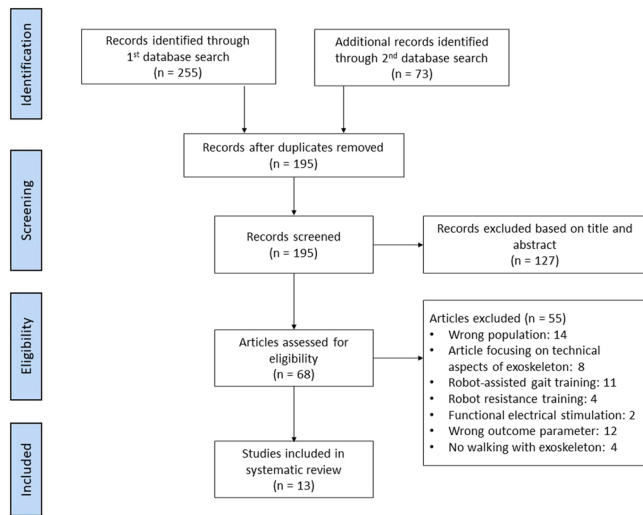 Identification
Records identified through
1st database search
(n = 255)
Additional records identified
through 2nd database search
(n = 73)
Records after duplicates removed
(n = 195)
Screening
Records screened
(n = 195)
Records excluded based on title and
abstract
(n = 127)
Eligibility
Articles assessed for
eligibility
(n = 68)
Articles excluded (n = 55)
• Wrong population: 14
• Article focusing on technical
aspects of exoskeleton: 8
• Robot-assisted gait training: 11
• Robot resistance training: 4
• Functional electrical stimulation: 2
• Wrong outcome parameter: 12
• No walking with exoskeleton: 4
Included
Studies included in
systematic review
(n = 13)